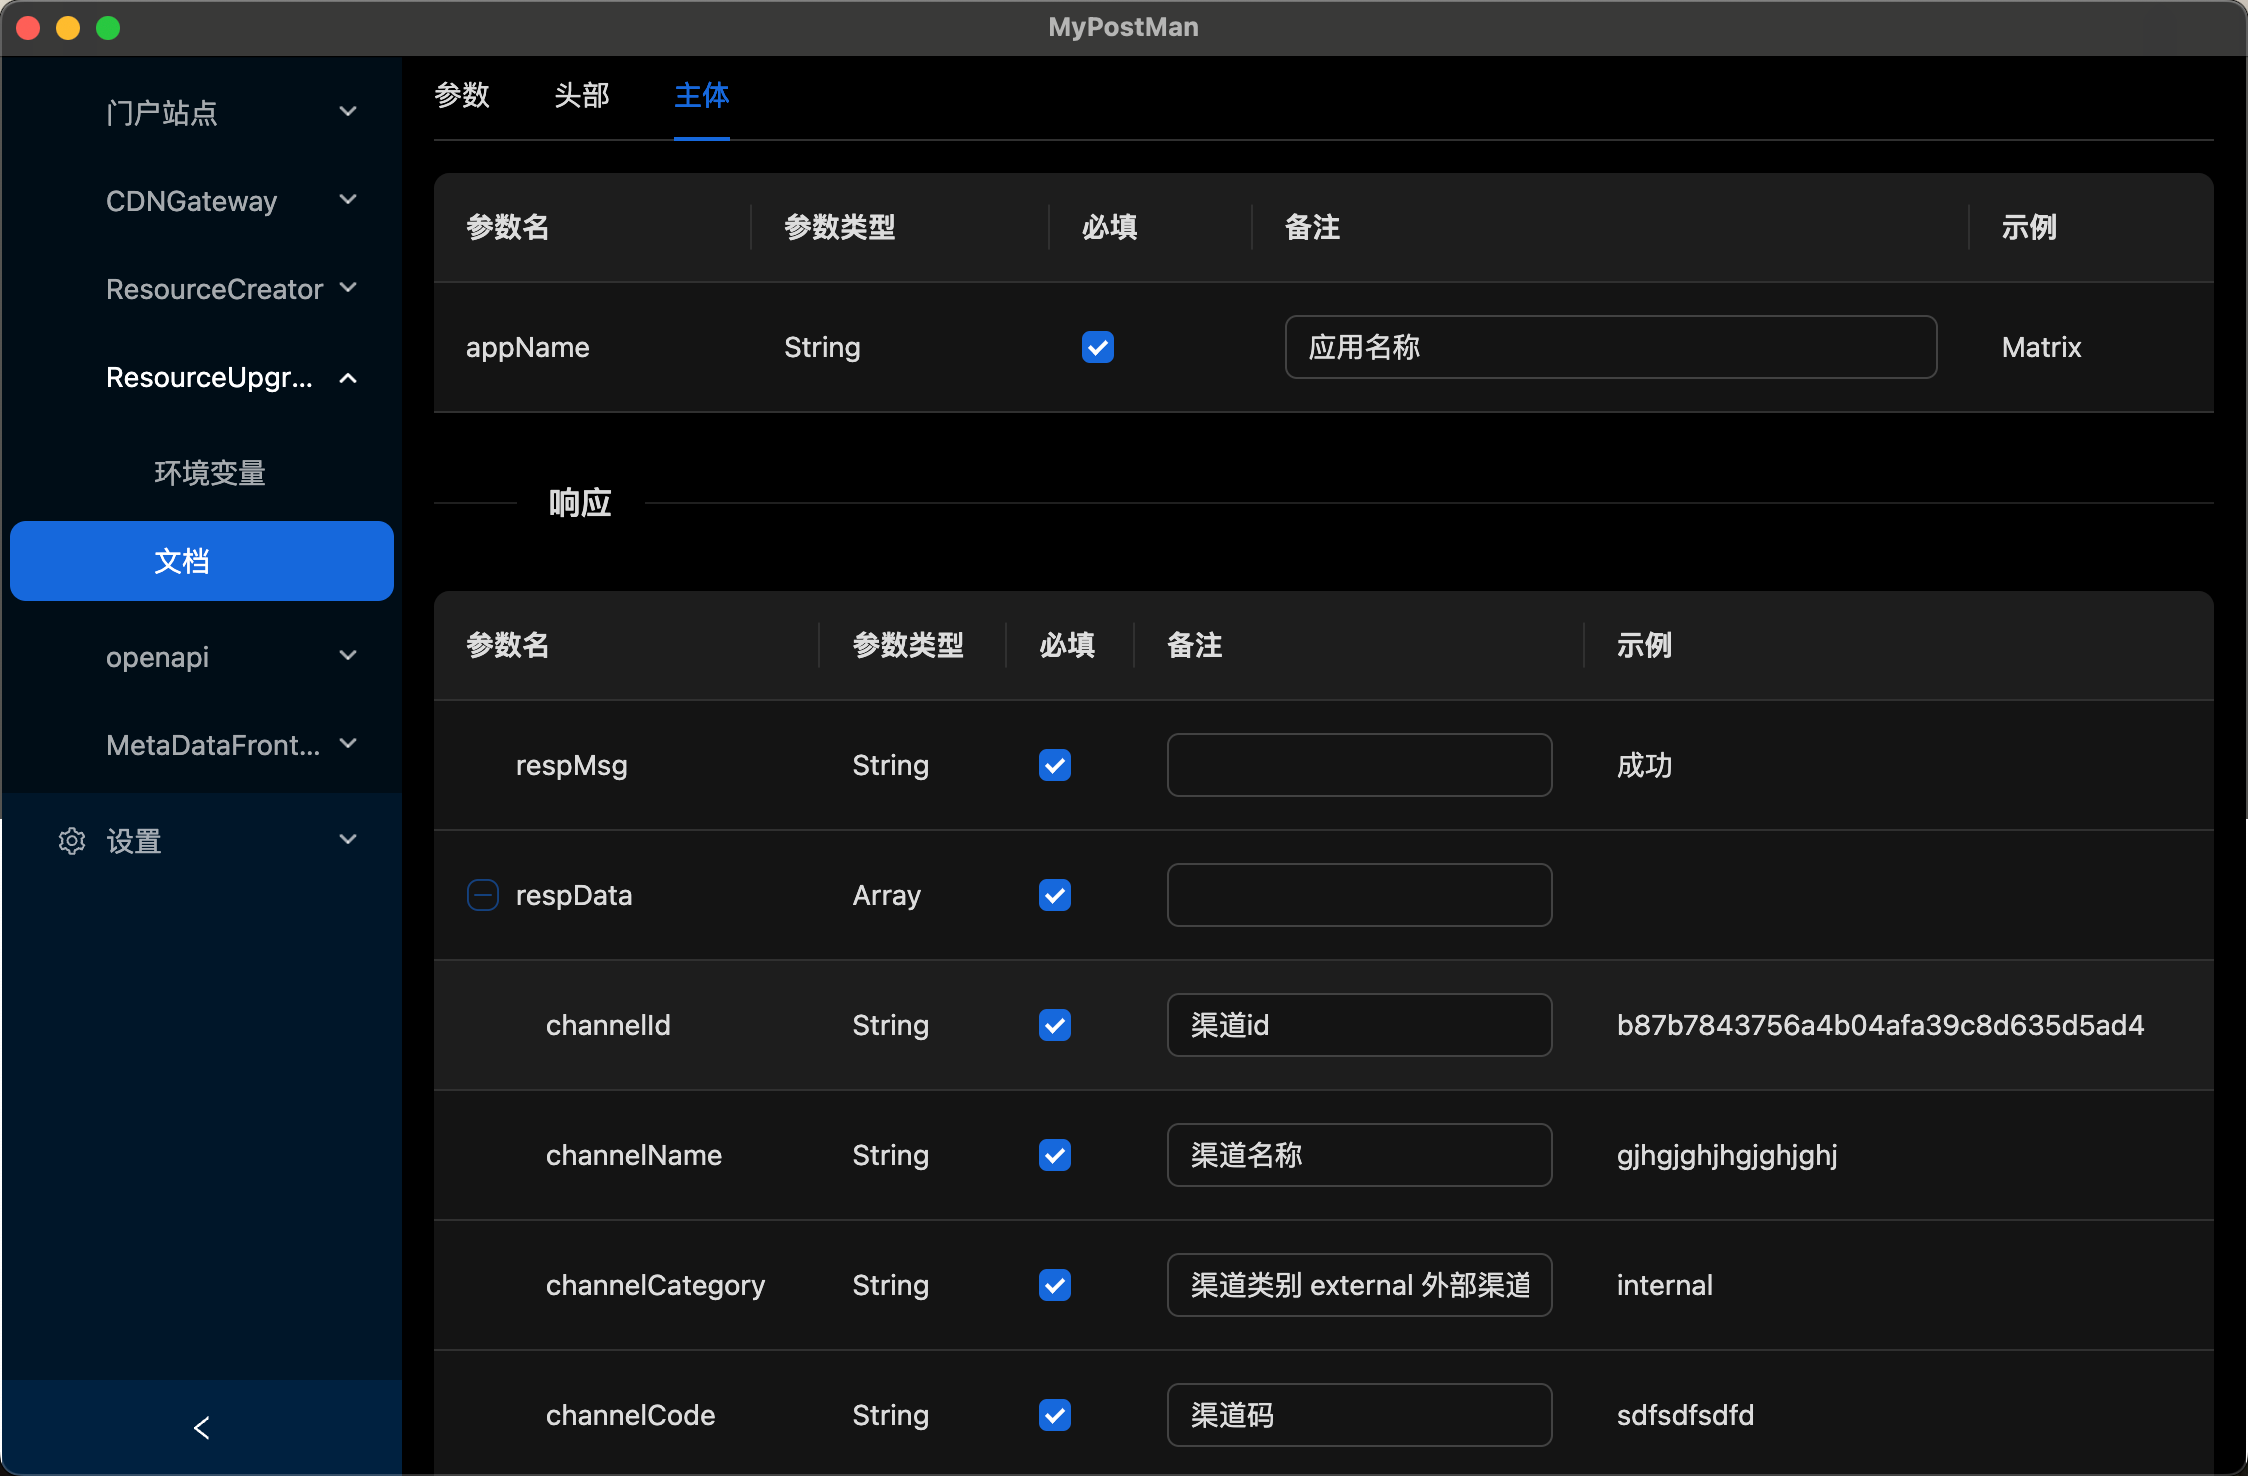 MyPostMan
门户站点
CDNGateway
ResourceCreator
ResourceUpgr...
环境变量
文档
openapi
MetaDataFront...
设置
参数 头部 主体
参数名 参数类型 必填 备注 示例
appName String 应用名称 Matrix
响应
参数名 参数类型 必填 备注 示例
respMsg String 成功
respData Array
channelId String 渠道id b87b7843756a4b04afa39c8d635d5ad4
channelName String 渠道名称 gjhgjghjhgjghjghj
channelCategory String 渠道类别 external 外部渠道 internal
channelCode String 渠道码 sdfsdfsdfd